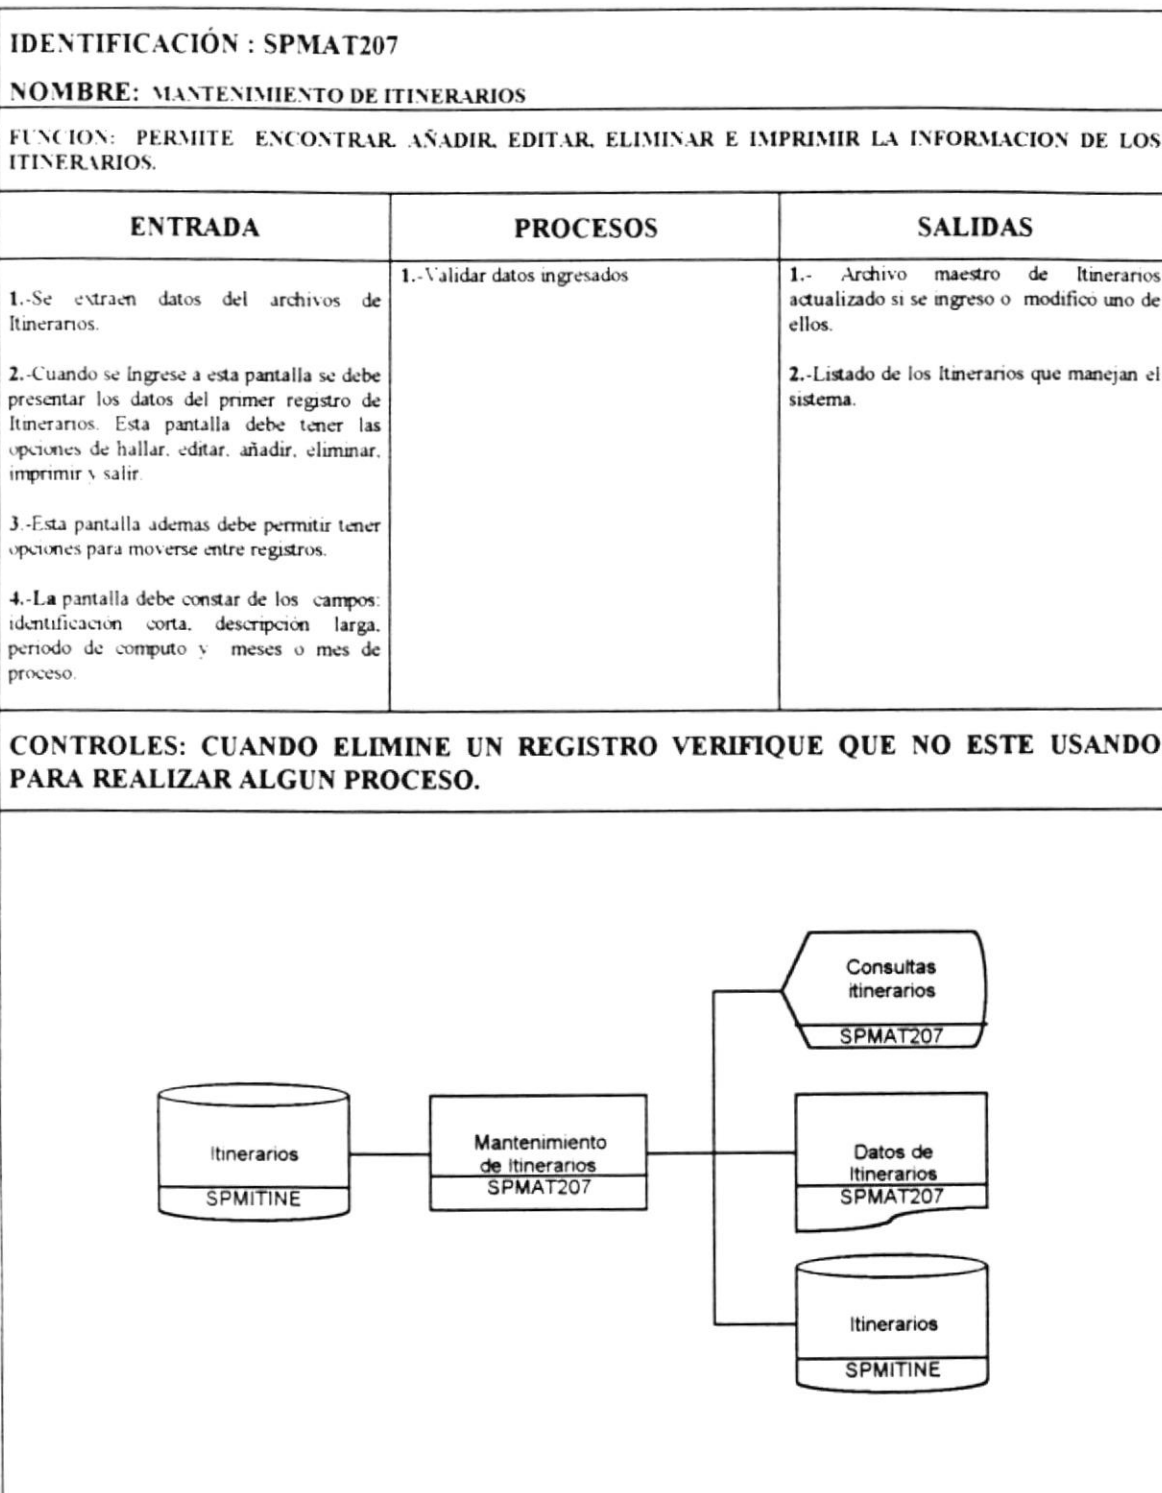 IDENTIFICACIÓN : SPMAT207
NOMBRE: MANTENIMIENTO DE ITINERARIOS
FUNCION: PERMITE ENCONTRAR, AÑADIR, EDITAR, ELIMINAR E IMPRIMIR LA INFORMACION DE LOS
ITINERARIOS.
ENTRADA
1.-Se extraen datos del archivos de
Itinerarios.
2.-Cuando se ingrese a esta pantalla se debe
presentar los datos del primer registro de
Itinerarios. Esta pantalla debe tener las
opciones de hallar, editar, añadir, eliminar,
imprimir y salir.
3.-Esta pantalla ademas debe permitir tener
opciones para moverse entre registros.
4.-La pantalla debe constar de los campos:
identificación corta, descripción larga,
periodo de computo y meses o mes de
proceso.
PROCESOS
1.-Validar datos ingresados
SALIDAS
1.- Archivo maestro de Itinerarios
actualizado si se ingreso o modificó uno de
ellos.
2.-Listado de los Itinerarios que manejan el
sistema.
CONTROLES: CUANDO ELIMINE UN REGISTRO VERIFIQUE QUE NO ESTE USANDO
PARA REALIZAR ALGUN PROCESO.
Itinerarios
SPMITINE
Mantenimiento
de Itinerarios
SPMAT207
Consultas
itinerarios
SPMAT207
Datos de
Itinerarios
SPMAT207
Itinerarios
SPMITINE